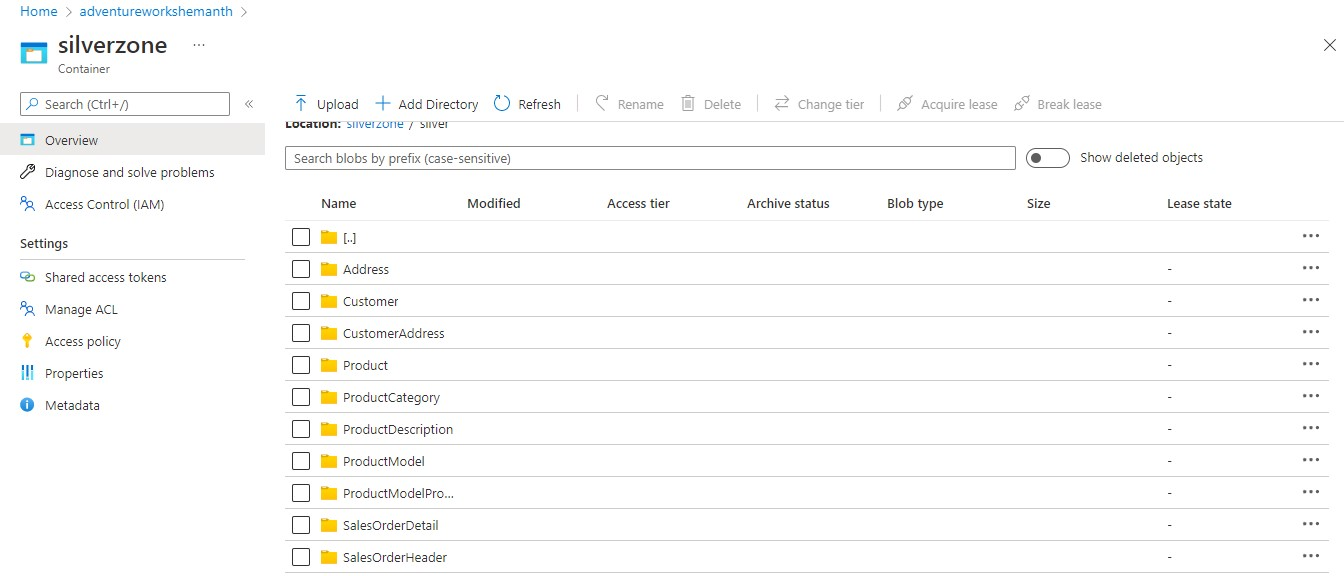 Home > adventureworkshemanth >
silverzone ...
Container
Search (Ctrl+/) «
Upload Add Directory Refresh Rename Delete Change tier Acquire lease Break lease
Overview
Diagnose and solve problems
Access Control (IAM)
Settings
Shared access tokens
Manage ACL
Access policy
Properties
Metadata
Location: silverzone / silver
Search blobs by prefix (case-sensitive) Show deleted objects
Name Modified Access tier Archive status Blob type Size Lease state
[..] ...
Address - ...
Customer - ...
CustomerAddress - ...
Product - ...
ProductCategory - ...
ProductDescription - ...
ProductModel - ...
ProductModelPro... - ...
SalesOrderDetail - ...
SalesOrderHeader - ...